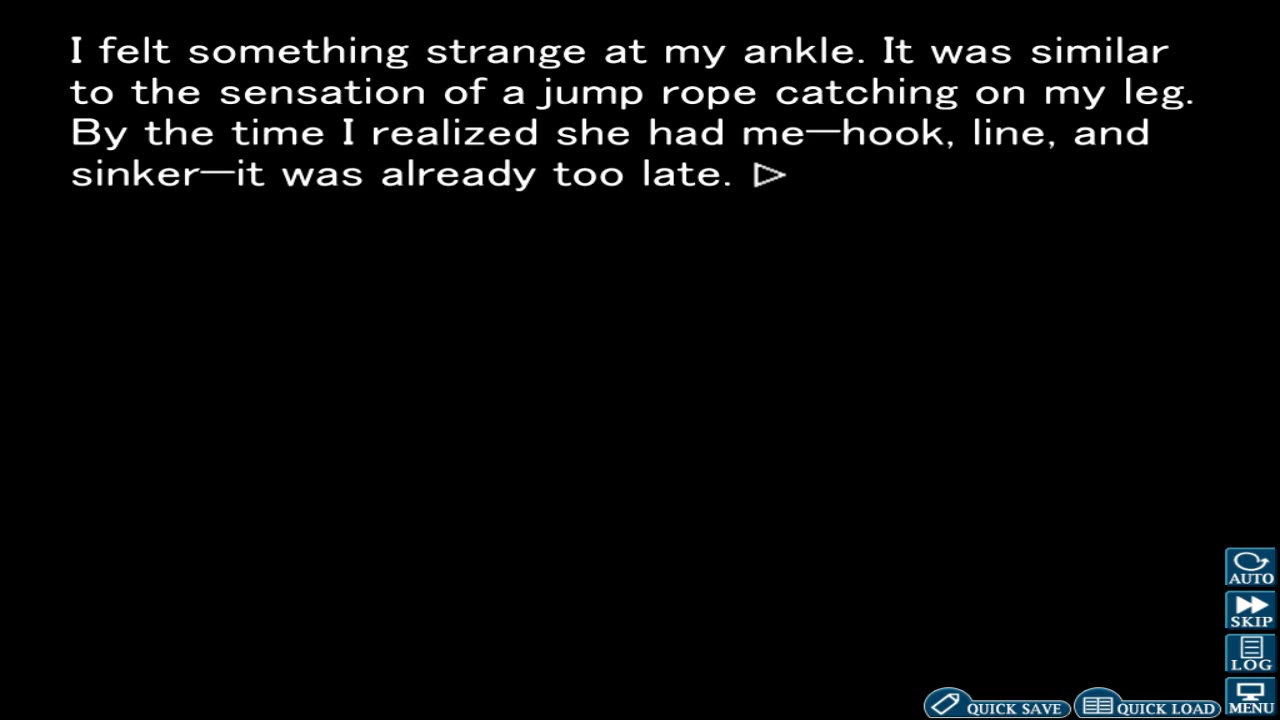 I felt something strange at my ankle. It was similar
to the sensation of a jump rope catching on my leg.
By the time I realized she had me—hook, line, and
sinker—it was already too late.
AUTO
SKIP
LOG
MENU
QUICK SAVE
QUICK LOAD